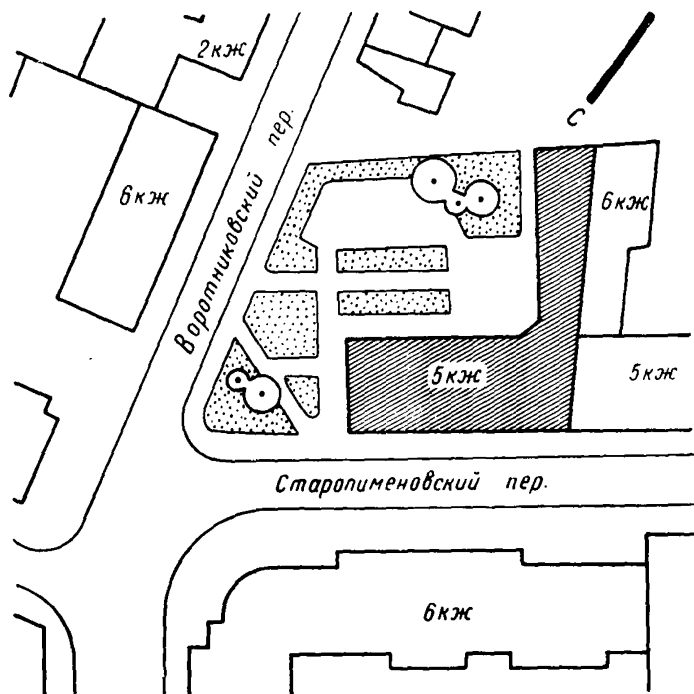 2кж
С
6кж
Воротниковский пер.
6кж
5кж
5кж
Старопименовский пер.
6кж